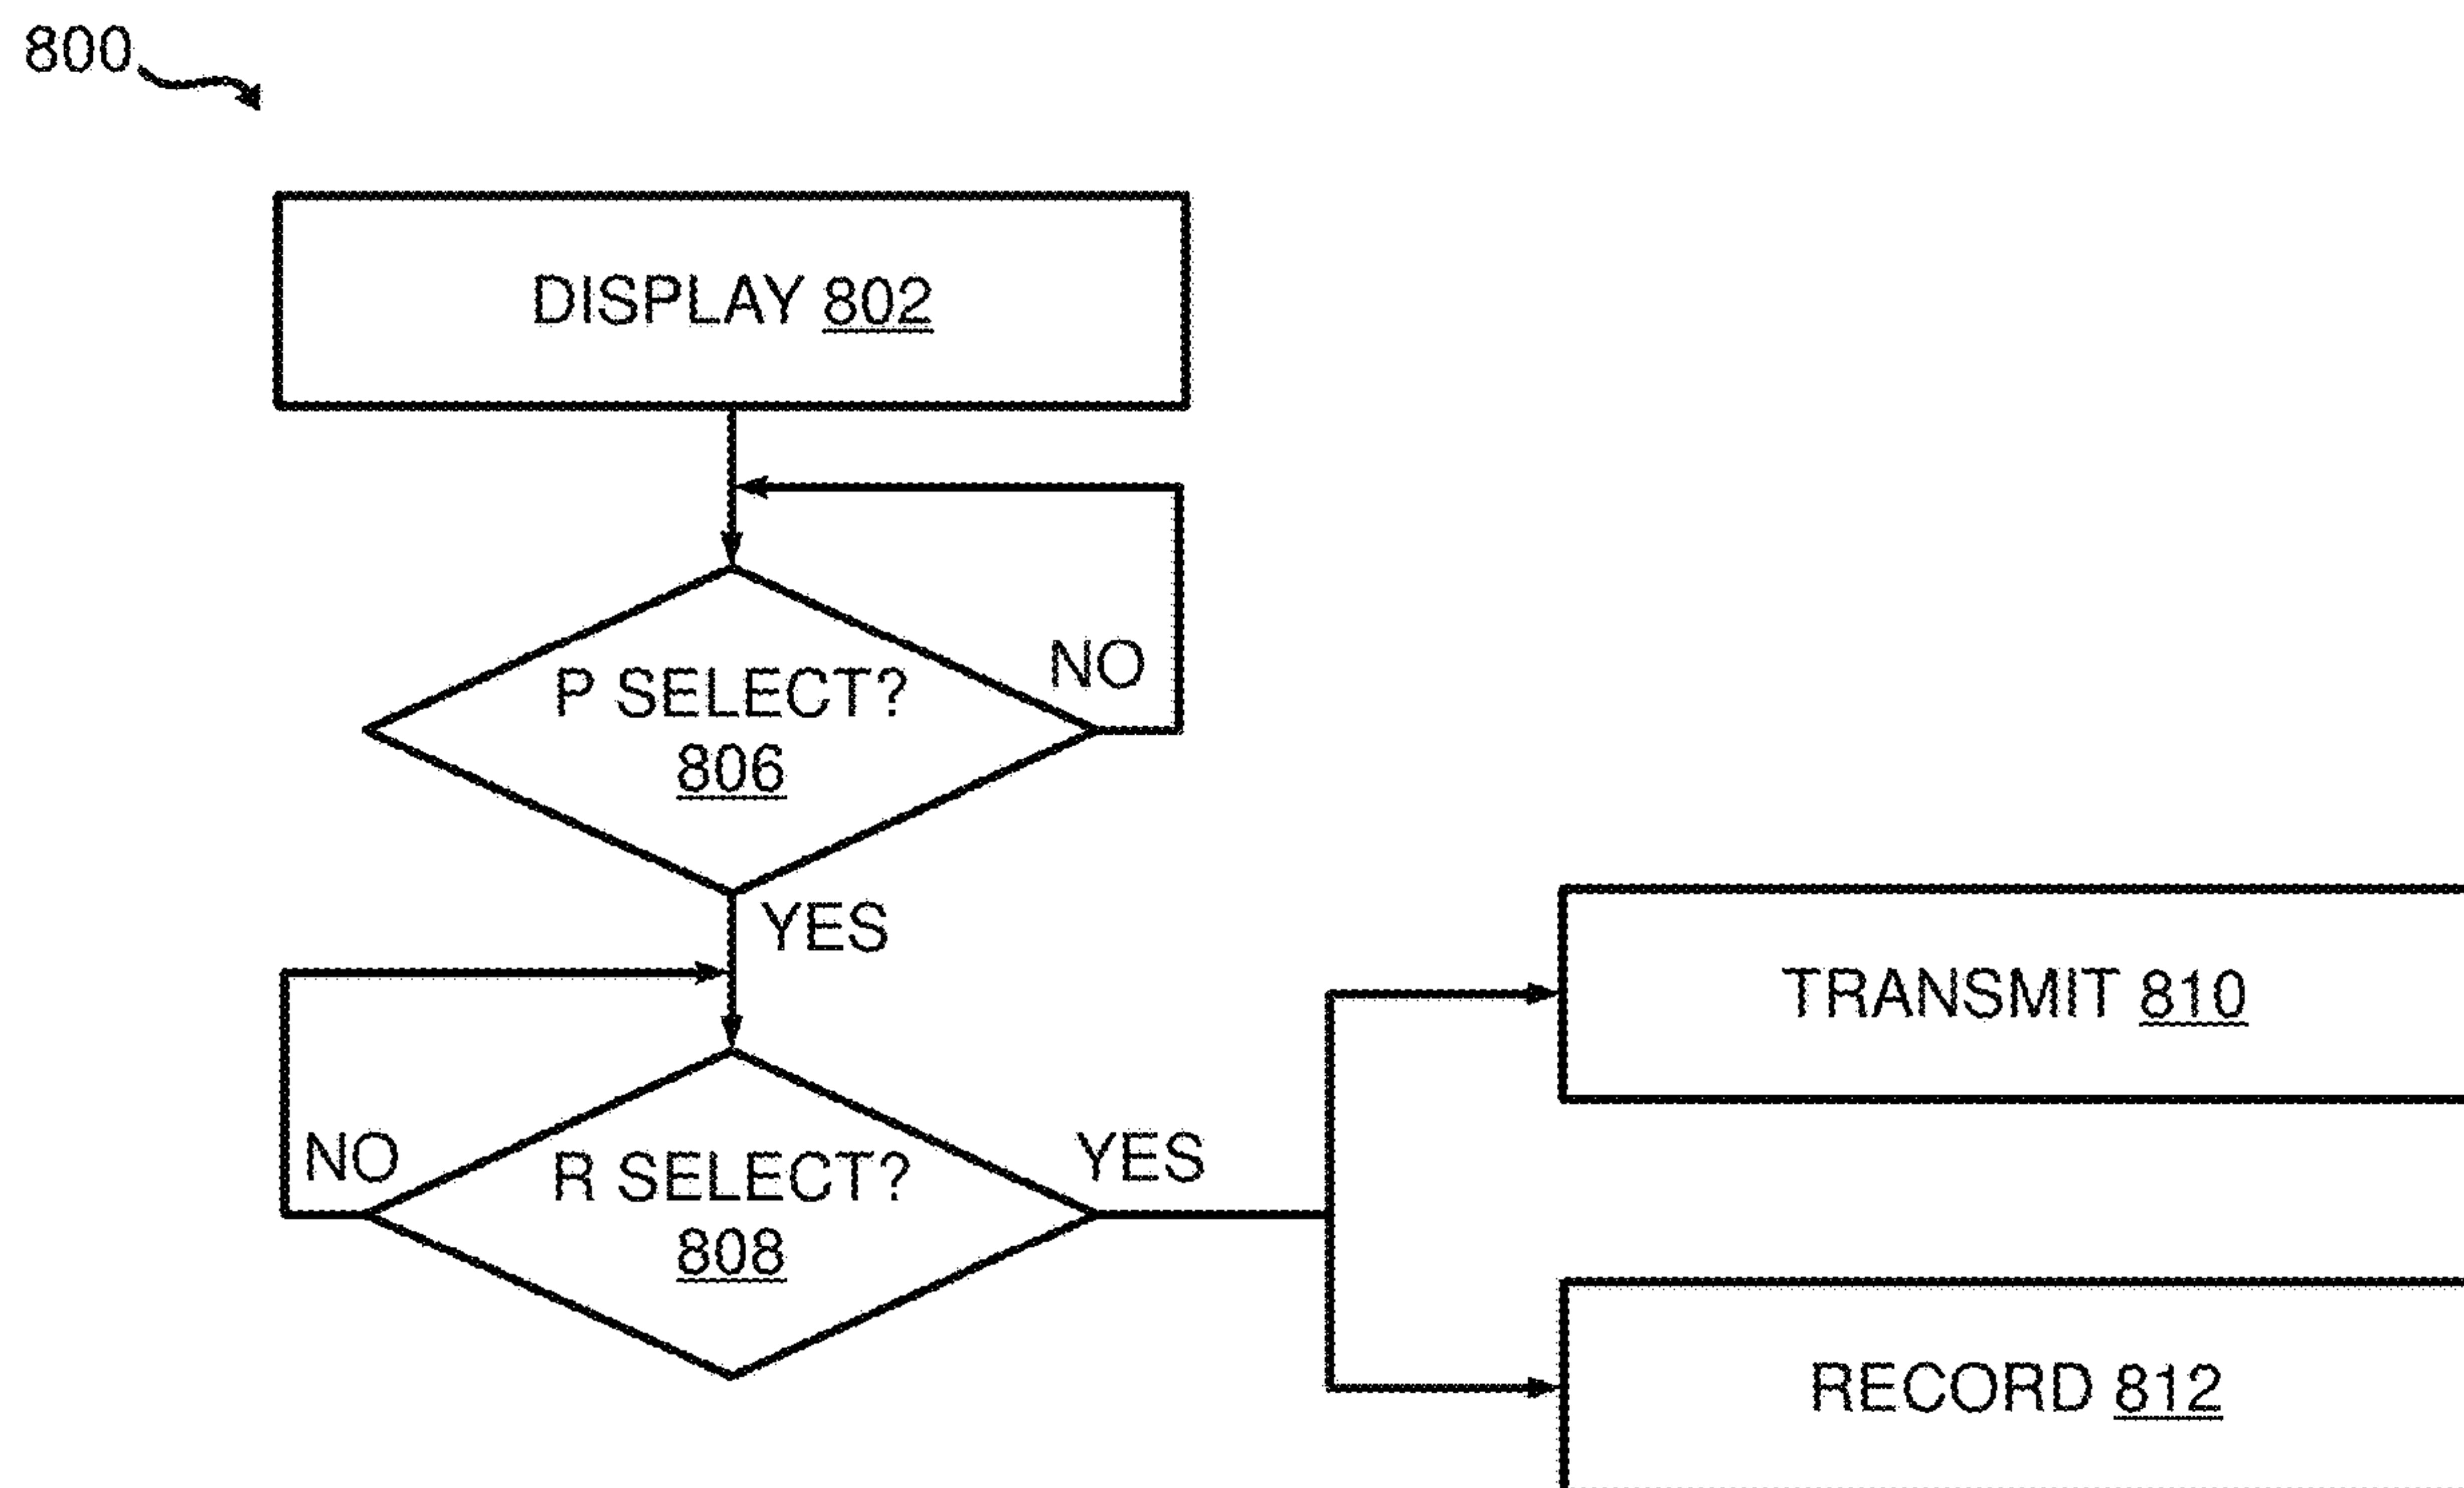 800
DISPLAY 802
NO
P SELECT?
806
YES
TRANSMIT 810
NO
R SELECT?
808
YES
RECORD 812